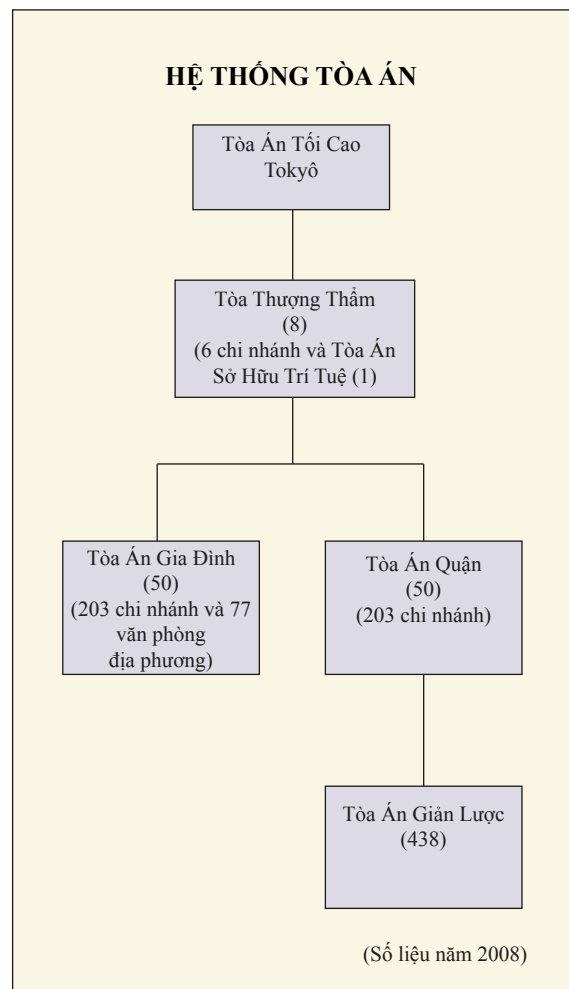 HỆ THỐNG TÒA ÁN
Tòa Án Tối Cao
Tokyô
Tòa Thượng Thẩm
(8)
(6 chi nhánh và Tòa Án
Sở Hữu Trí Tuệ (1)
Tòa Án Gia Đình
(50)
(203 chi nhánh và 77
văn phòng
địa phương)
Tòa Án Quận
(50)
(203 chi nhánh)
Tòa Án Giản Lược
(438)
(Số liệu năm 2008)